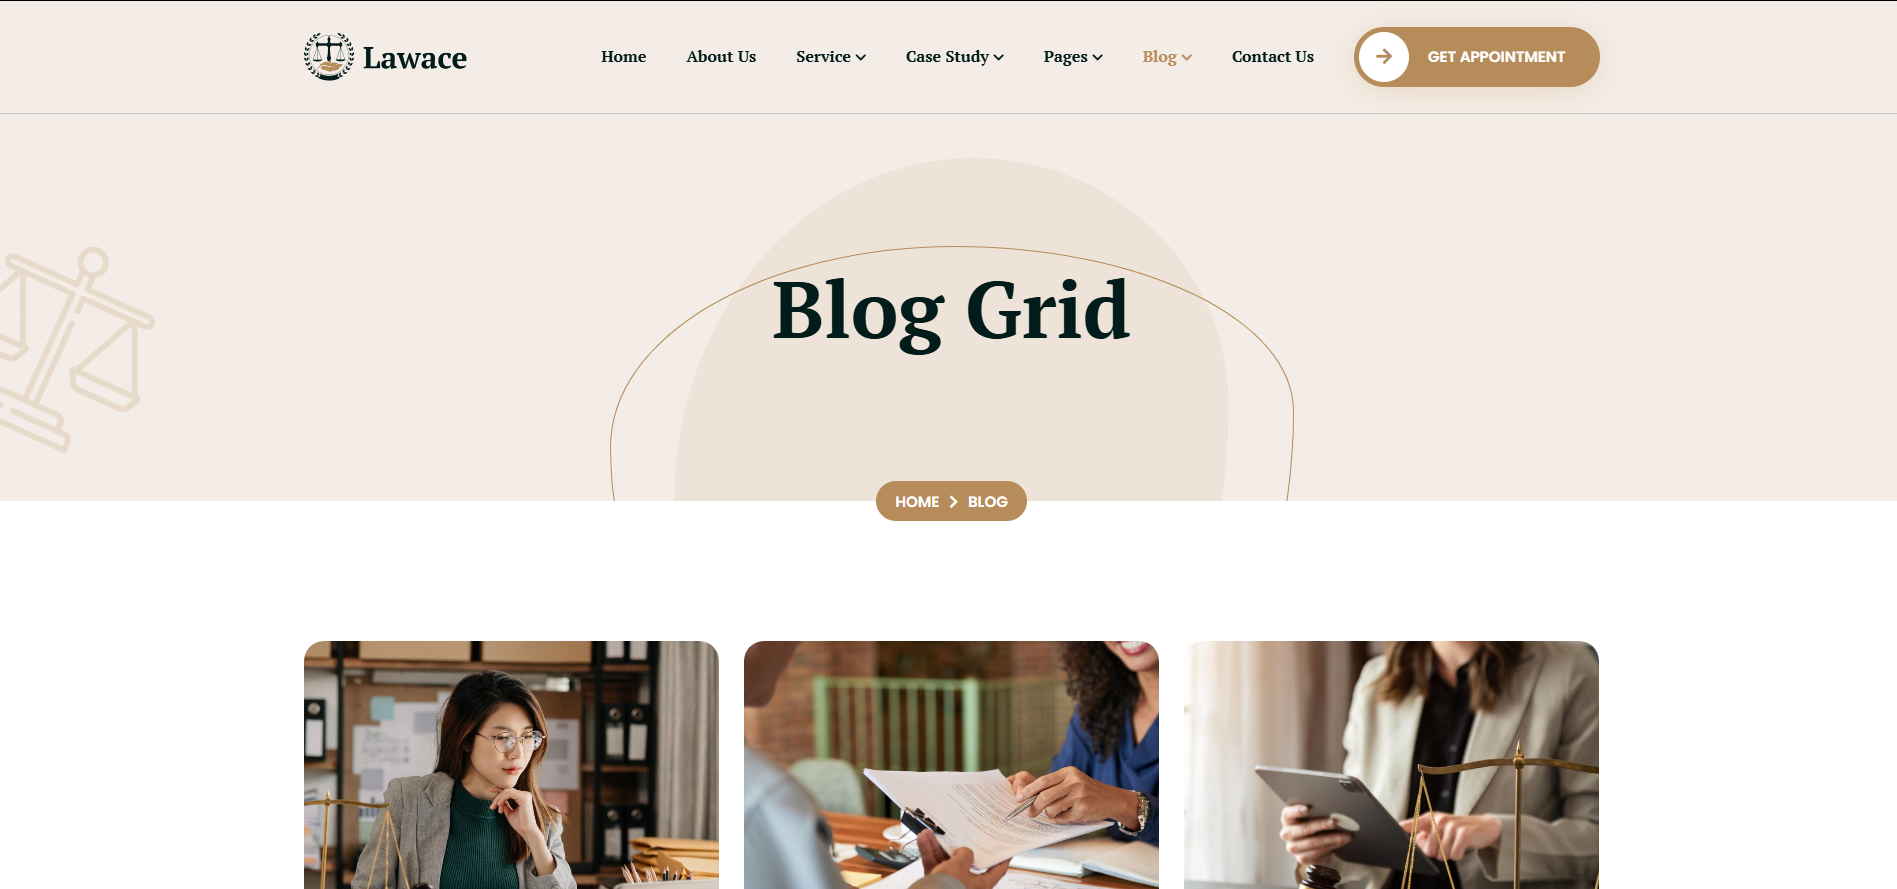 Lawace
Home About Us Service Case Study Pages Blog Contact Us GET APPOINTMENT
Blog Grid
HOME > BLOG